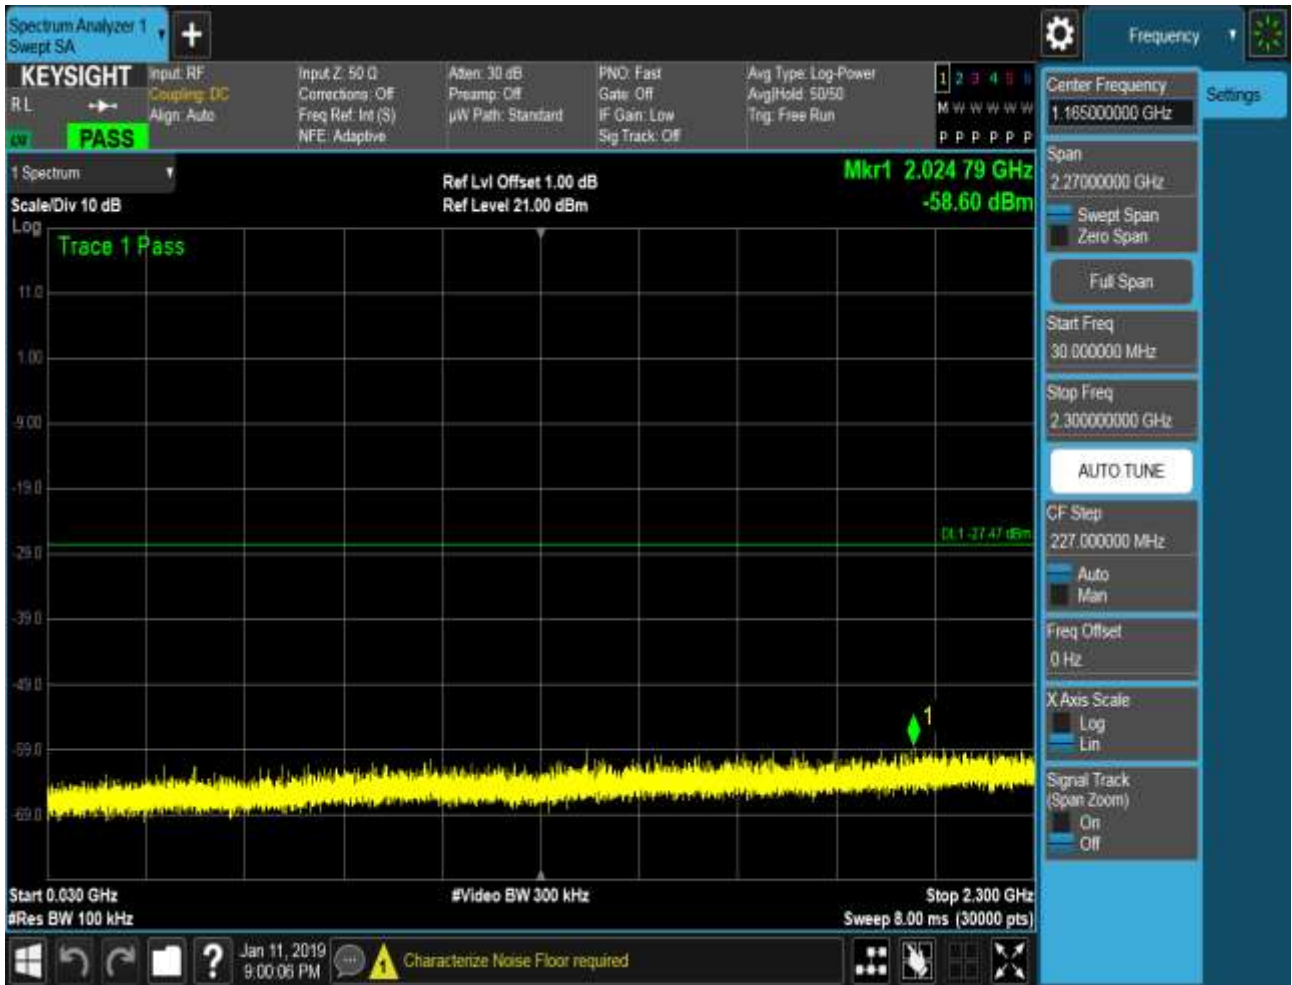 Spectrum Analyzer 1
Swept SA
Frequency
KEYSIGHT
R L
PASS
Input: RF
Coupling: DC
Align: Auto
Input Z: 50 Ω
Corrections: Off
Freq Ref: Int (S)
NFE: Adaptive
Atten: 30 dB
Preamp: Off
µW Path: Standard
PNO: Fast
Gate: Off
IF Gain: Low
Sig Track: Off
Avg Type: Log-Power
Avg|Hold: 50/50
Trig: Free Run
1 2 3 4 5 6
M W W W W W
P P P P P P
Center Frequency
1.165000000 GHz
Settings
1 Spectrum
Scale/Div 10 dB
Ref Lvl Offset 1.00 dB
Ref Level 21.00 dBm
Mkr1 2.024 79 GHz
-58.60 dBm
Log
Trace 1 Pass
11.0
1.00
-9.00
-19.0
-29.0
-39.0
-49.0
-59.0
-69.0
DL1 -27.47 dBm
1
Start 0.030 GHz
#Video BW 300 kHz
Stop 2.300 GHz
#Res BW 100 kHz
Sweep 8.00 ms (30000 pts)
Span
2.27000000 GHz
Swept Span
Zero Span
Full Span
Start Freq
30.000000 MHz
Stop Freq
2.300000000 GHz
AUTO TUNE
CF Step
227.000000 MHz
Auto
Man
Freq Offset
0 Hz
X Axis Scale
Log
Lin
Signal Track
(Span Zoom)
On
Off
?
Jan 11, 2019
9:00:06 PM
1
Characterize Noise Floor required